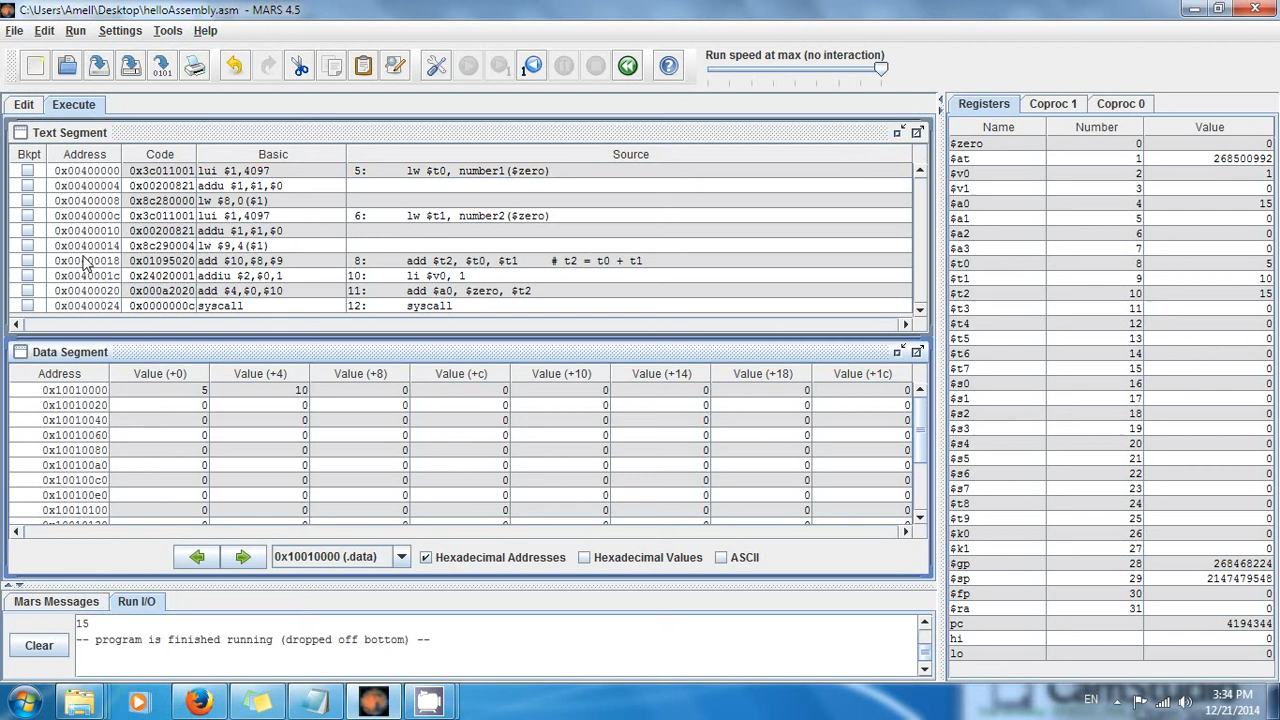 C:\Users\Amell\Desktop\helloAssembly.asm - MARS 4.5
File Edit Run Settings Tools Help
Run speed at max (no interaction)
Edit Execute
Text Segment
Bkpt Address Code Basic Source
0x00400000 0x3c011001 lui $1,4097 5: lw $t0, number1($zero)
0x00400004 0x00200821 addu $1,$1,$0
0x00400008 0x8c280000 lw $8,0($1)
0x0040000c 0x3c011001 lui $1,4097 6: lw $t1, number2($zero)
0x00400010 0x00200821 addu $1,$1,$0
0x00400014 0x8c290004 lw $9,4($1)
0x00400018 0x01095020 add $10,$8,$9 8: add $t2, $t0, $t1 # t2 = t0 + t1
0x0040001c 0x24020001 addiu $2,$0,1 10: li $v0, 1
0x00400020 0x000a2020 add $4,$0,$10 11: add $a0, $zero, $t2
0x00400024 0x0000000c syscall 12: syscall
Data Segment
Address Value (+0) Value (+4) Value (+8) Value (+c) Value (+10) Value (+14) Value (+18) Value (+1c)
0x10010000 5 10 0 0 0 0 0 0
0x10010020 0 0 0 0 0 0 0 0
0x10010040 0 0 0 0 0 0 0 0
0x10010060 0 0 0 0 0 0 0 0
0x10010080 0 0 0 0 0 0 0 0
0x100100a0 0 0 0 0 0 0 0 0
0x100100c0 0 0 0 0 0 0 0 0
0x100100e0 0 0 0 0 0 0 0 0
0x10010100 0 0 0 0 0 0 0 0
0x10010000 (.data) Hexadecimal Addresses Hexadecimal Values ASCII
Mars Messages Run I/O
Clear
15
-- program is finished running (dropped off bottom) --
Registers Coproc 1 Coproc 0
Name Number Value
$zero 0 0
$at 1 268500992
$v0 2 1
$v1 3 0
$a0 4 15
$a1 5 0
$a2 6 0
$a3 7 0
$t0 8 5
$t1 9 10
$t2 10 15
$t3 11 0
$t4 12 0
$t5 13 0
$t6 14 0
$t7 15 0
$s0 16 0
$s1 17 0
$s2 18 0
$s3 19 0
$s4 20 0
$s5 21 0
$s6 22 0
$s7 23 0
$t8 24 0
$t9 25 0
$k0 26 0
$k1 27 0
$gp 28 268468224
$sp 29 2147479548
$fp 30 0
$ra 31 0
pc 4194344
hi 0
lo 0
EN
3:34 PM
12/21/2014